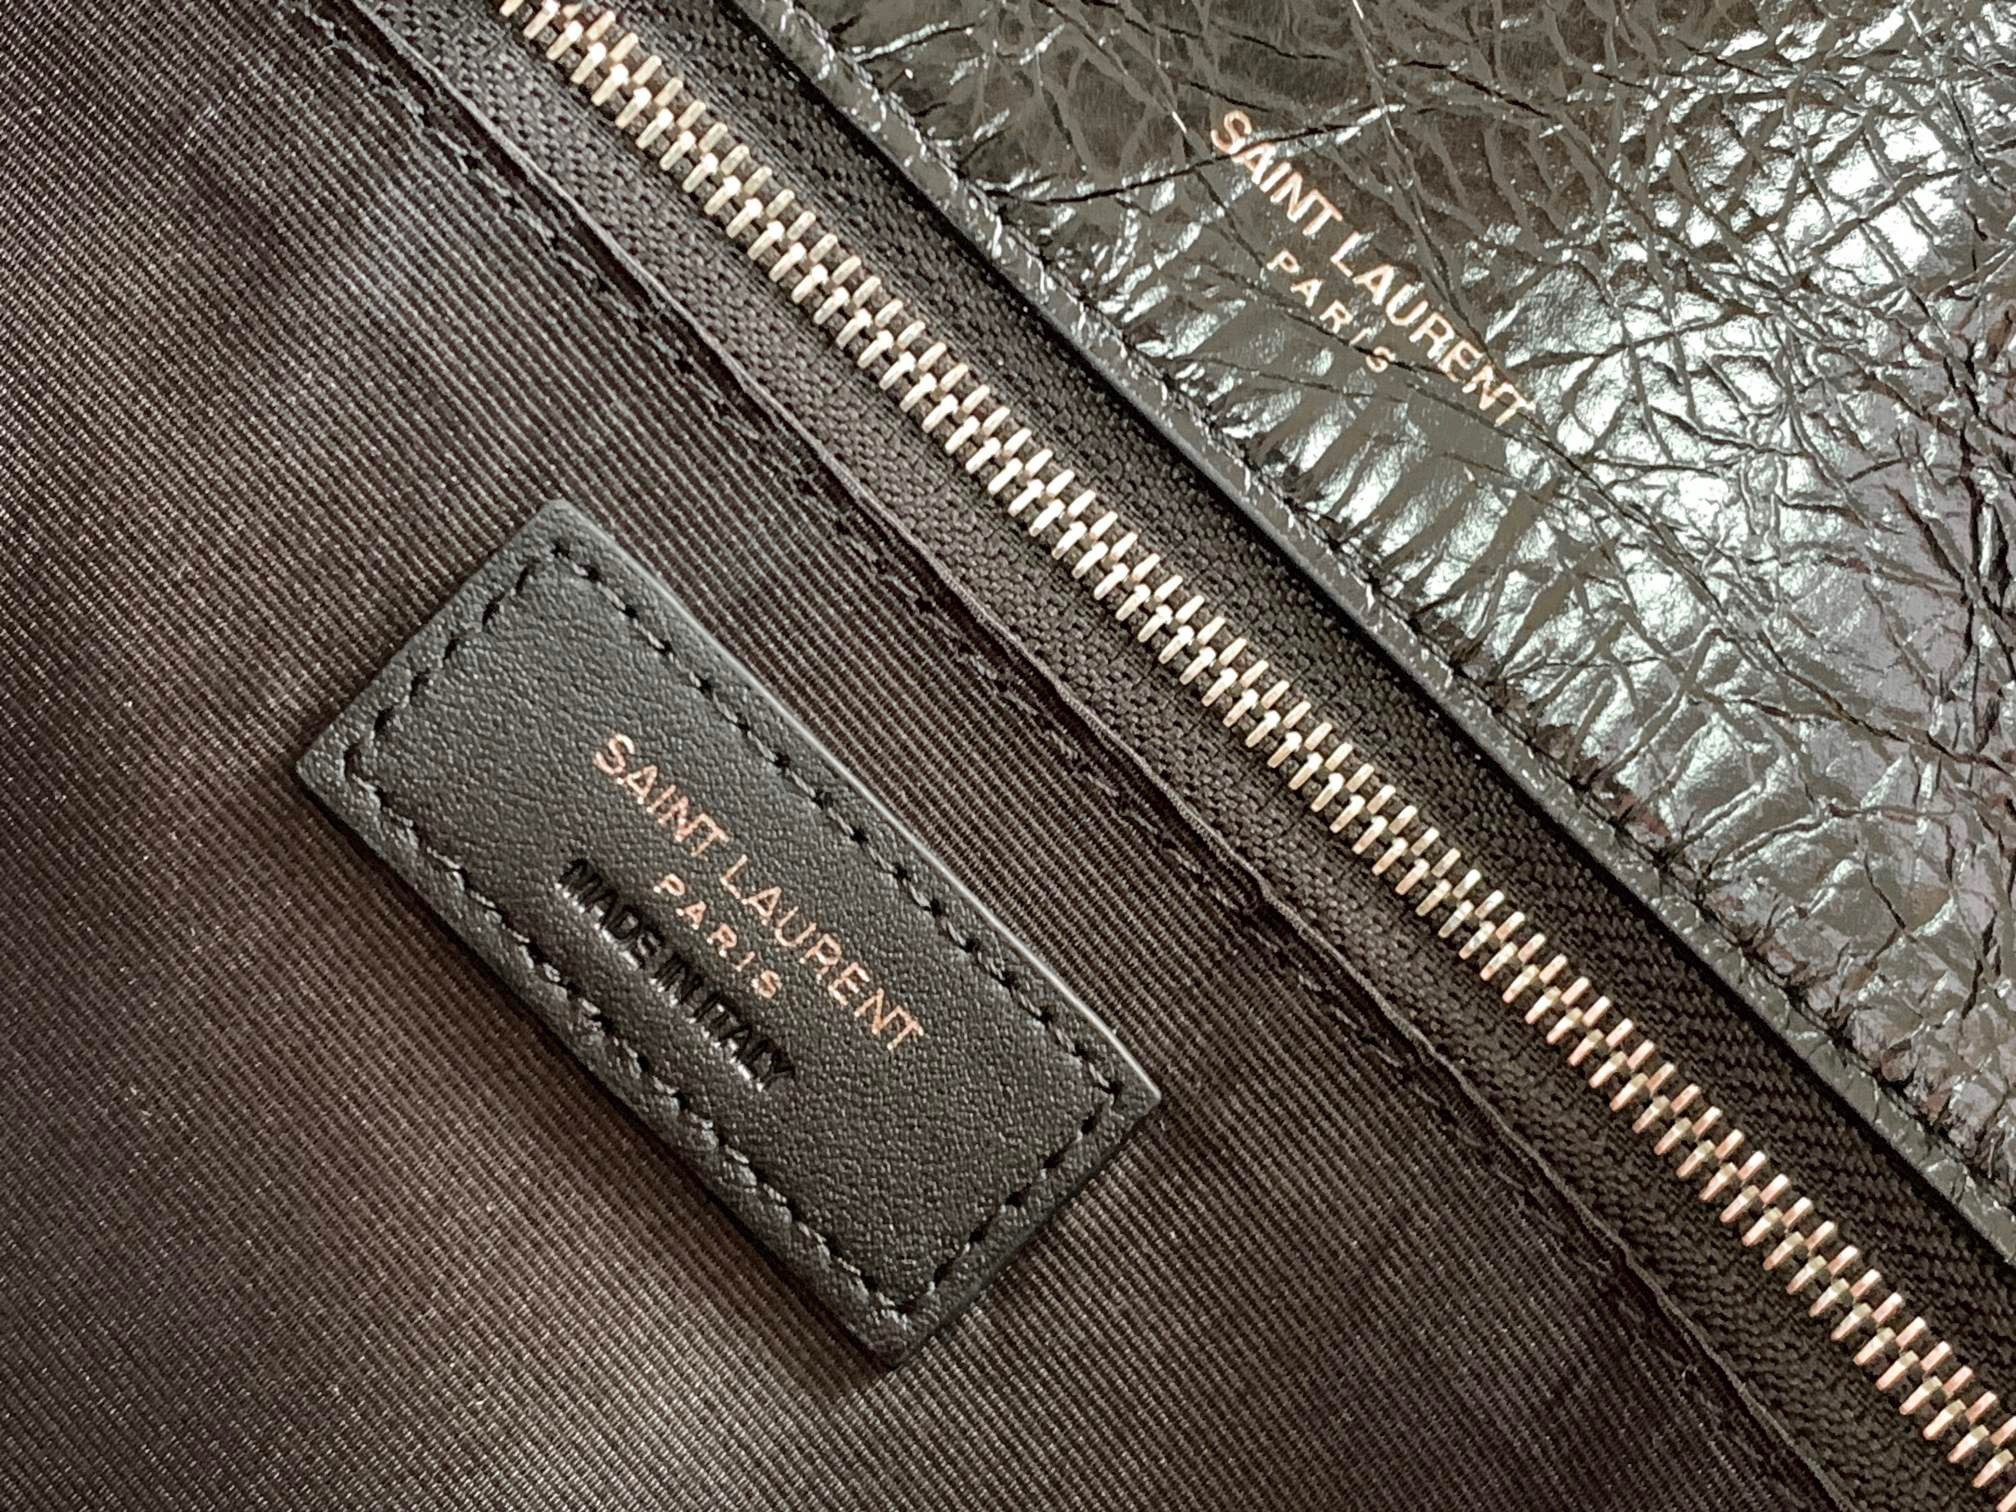 SAINT LAURENT
PARIS
SAINT LAURENT
PARIS
MADE IN ITALY